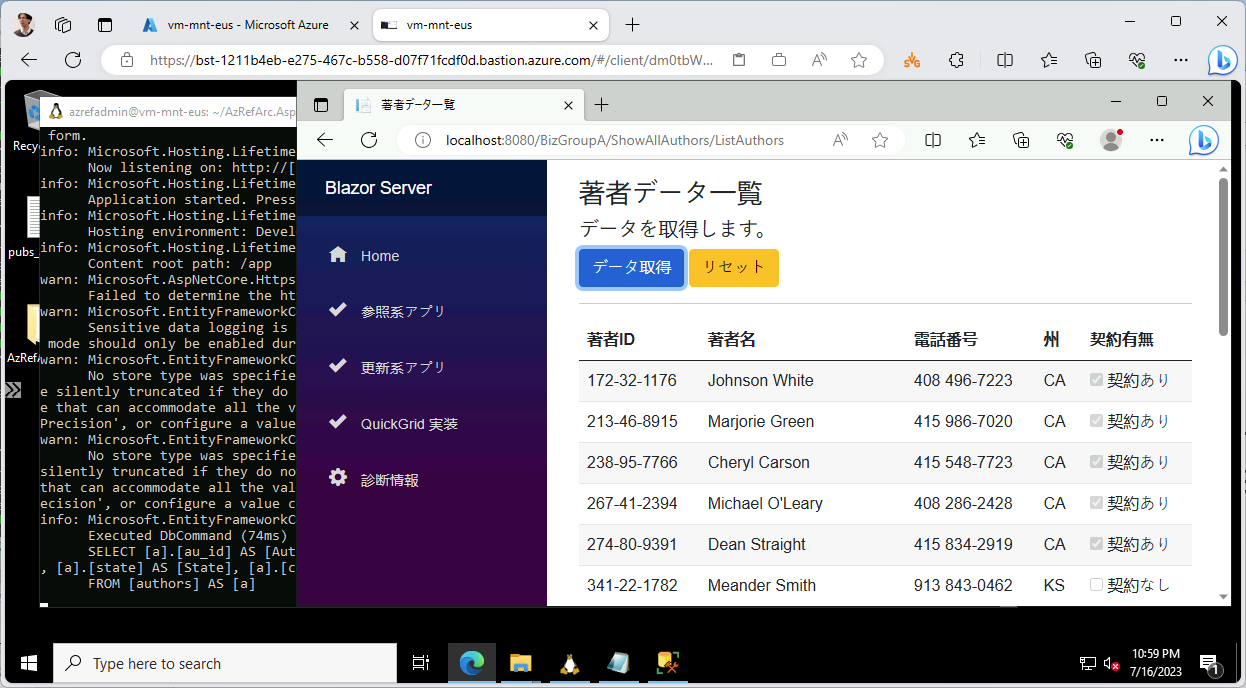 vm-mnt-eus - Microsoft Azure
vm-mnt-eus
https://bst-1211b4eb-e275-467c-b558-d07f71fcdf0d.bastion.azure.com/#/client/dm0tbW...
azrefadmin@vm-mnt-eus: ~/AzRefArc.Asp
著者データ一覧
localhost:8080/BizGroupA/ShowAllAuthors/ListAuthors
Recy
pubs_
AzRefA
form.
info: Microsoft.Hosting.Lifetime
Now listening on: http://[
info: Microsoft.Hosting.Lifetime
Application started. Press
info: Microsoft.Hosting.Lifetime
Hosting environment: Devel
info: Microsoft.Hosting.Lifetime
Content root path: /app
warn: Microsoft.AspNetCore.Https
Failed to determine the ht
warn: Microsoft.EntityFrameworkC
Sensitive data logging is
mode should only be enabled dur
warn: Microsoft.EntityFrameworkC
No store type was specifie
e silently truncated if they do
e that can accommodate all the v
Precision', or configure a value
warn: Microsoft.EntityFrameworkC
No store type was specifie
silently truncated if they do no
that can accommodate all the val
ecision', or configure a value c
info: Microsoft.EntityFrameworkC
Executed DbCommand (74ms)
SELECT [a].[au_id] AS [Aut
, [a].[state] AS [State], [a].[c
FROM [authors] AS [a]
Blazor Server
Home
参照系アプリ
更新系アプリ
QuickGrid 実装
診断情報
著者データ一覧
データを取得します。
データ取得 リセット
著者ID 著者名 電話番号 州 契約有無
172-32-1176 Johnson White 408 496-7223 CA 契約あり
213-46-8915 Marjorie Green 415 986-7020 CA 契約あり
238-95-7766 Cheryl Carson 415 548-7723 CA 契約あり
267-41-2394 Michael O'Leary 408 286-2428 CA 契約あり
274-80-9391 Dean Straight 415 834-2919 CA 契約あり
341-22-1782 Meander Smith 913 843-0462 KS 契約なし
Type here to search
10:59 PM
7/16/2023
1